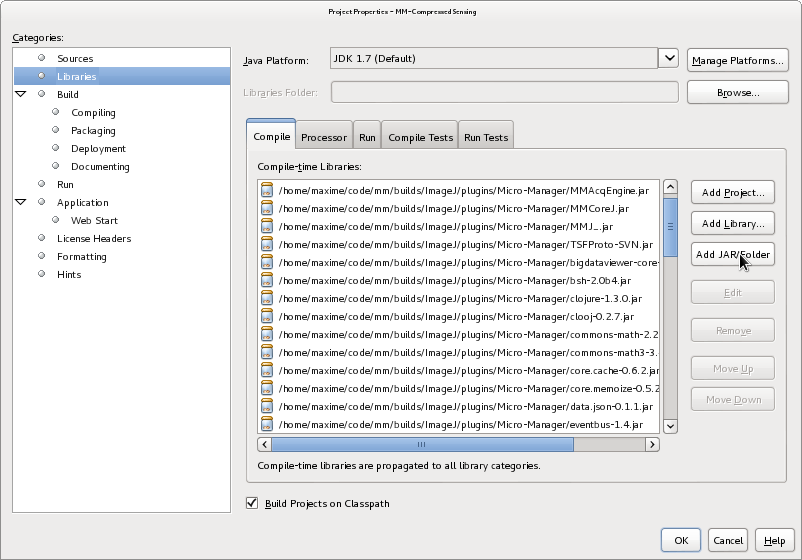 Project Properties - MM-CompressedSensing
Categories:
Sources
Libraries
Build
Compiling
Packaging
Deployment
Documenting
Run
Application
Web Start
License Headers
Formatting
Hints
Java Platform:
JDK 1.7 (Default)
Manage Platforms...
Libraries Folder:
Browse...
Compile
Processor
Run
Compile Tests
Run Tests
Compile-time Libraries:
/home/maxime/code/mm/builds/ImageJ/plugins/Micro-Manager/MMAcqEngine.jar
/home/maxime/code/mm/builds/ImageJ/plugins/Micro-Manager/MMCoreJ.jar
/home/maxime/code/mm/builds/ImageJ/plugins/Micro-Manager/MMJ_.jar
/home/maxime/code/mm/builds/ImageJ/plugins/Micro-Manager/TSFProto-SVN.jar
/home/maxime/code/mm/builds/ImageJ/plugins/Micro-Manager/bigdataviewer-core-
/home/maxime/code/mm/builds/ImageJ/plugins/Micro-Manager/bsh-2.0b4.jar
/home/maxime/code/mm/builds/ImageJ/plugins/Micro-Manager/clojure-1.3.0.jar
/home/maxime/code/mm/builds/ImageJ/plugins/Micro-Manager/clooj-0.2.7.jar
/home/maxime/code/mm/builds/ImageJ/plugins/Micro-Manager/commons-math-2.2
/home/maxime/code/mm/builds/ImageJ/plugins/Micro-Manager/commons-math3-3.
/home/maxime/code/mm/builds/ImageJ/plugins/Micro-Manager/core.cache-0.6.2.jar
/home/maxime/code/mm/builds/ImageJ/plugins/Micro-Manager/core.memoize-0.5.2
/home/maxime/code/mm/builds/ImageJ/plugins/Micro-Manager/data.json-0.1.1.jar
/home/maxime/code/mm/builds/ImageJ/plugins/Micro-Manager/eventbus-1.4.jar
Add Project...
Add Library...
Add JAR/Folder
Edit
Remove
Move Up
Move Down
Compile-time libraries are propagated to all library categories.
Build Projects on Classpath
OK
Cancel
Help